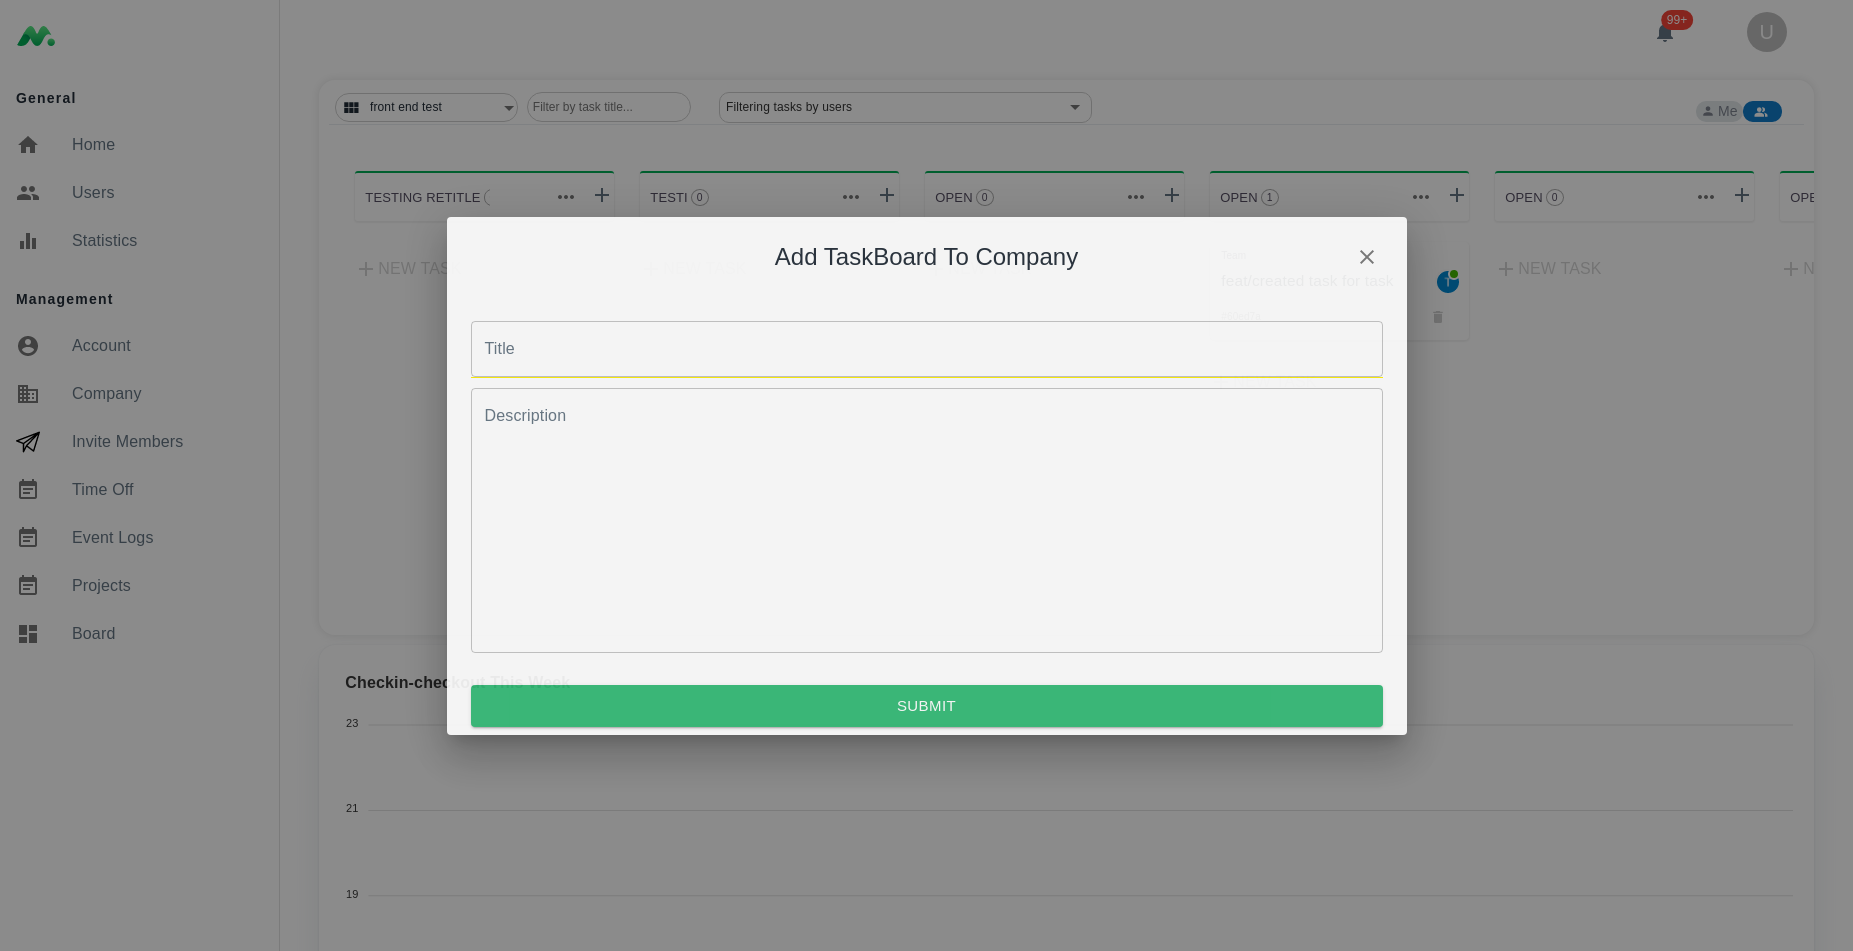 99+
U
General
Home
Users
Statistics
Management
Account
Company
Invite Members
Time Off
Event Logs
Projects
Board
front end test
Filter by task title...
Filtering tasks by users
Me
TESTING RETITLE
TESTI 0
OPEN 0
OPEN 1
OPEN 0
NEW TASK
feat/created task for task
T
NEW TASK
Add TaskBoard To Company
Title
Description
SUBMIT
Checkin-checkout This Week
23
21
19